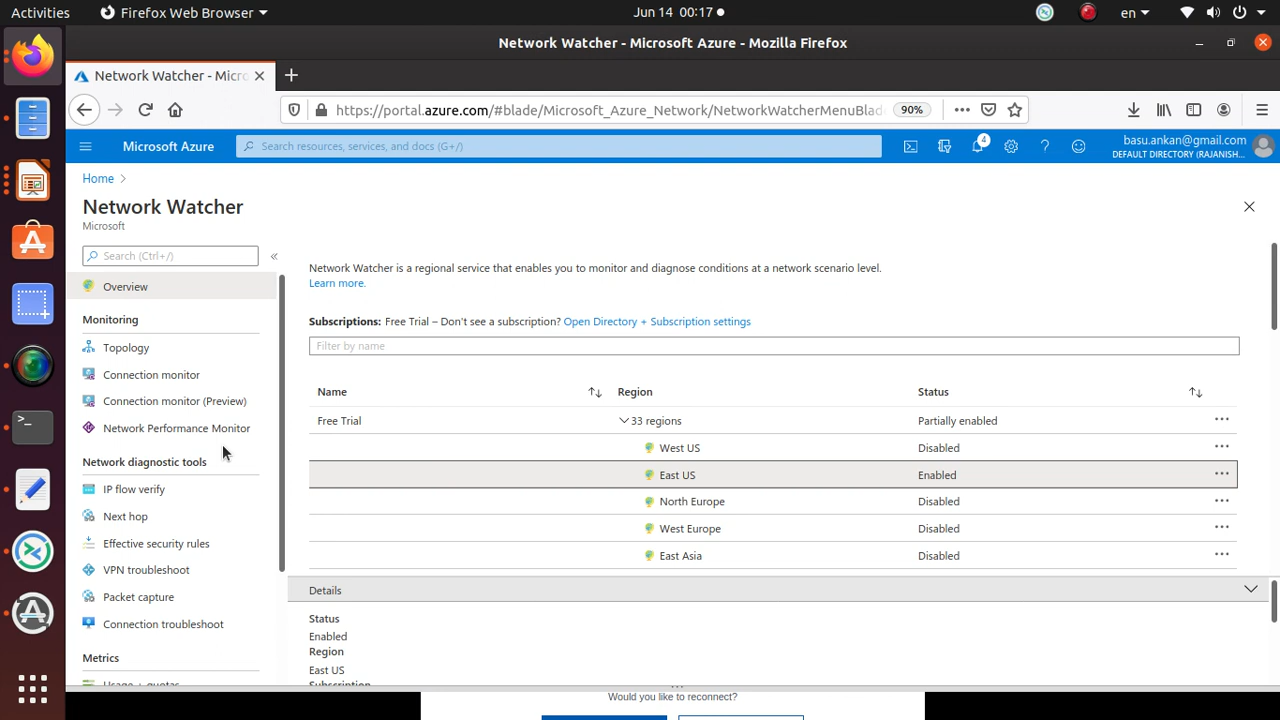 Activities Firefox Web Browser Jun 14 00:17 en
Network Watcher - Microsoft Azure - Mozilla Firefox
Network Watcher - Micro
https://portal.azure.com/#blade/Microsoft_Azure_Network/NetworkWatcherMenuBlad 90%
Microsoft Azure Search resources, services, and docs (G+/) 4 basu.ankan@gmail.com
DEFAULT DIRECTORY (RAJANISH...
Home
Network Watcher
Microsoft
Search (Ctrl+/)
Overview
Monitoring
Topology
Connection monitor
Connection monitor (Preview)
Network Performance Monitor
Network diagnostic tools
IP flow verify
Next hop
Effective security rules
VPN troubleshoot
Packet capture
Connection troubleshoot
Metrics
Usage + quotas
Network Watcher is a regional service that enables you to monitor and diagnose conditions at a network scenario level.
Learn more.
Subscriptions: Free Trial – Don't see a subscription? Open Directory + Subscription settings
Filter by name
Name Region Status
Free Trial 33 regions Partially enabled
West US Disabled
East US Enabled
North Europe Disabled
West Europe Disabled
East Asia Disabled
Details
Status
Enabled
Region
East US
Subscription
Would you like to reconnect?